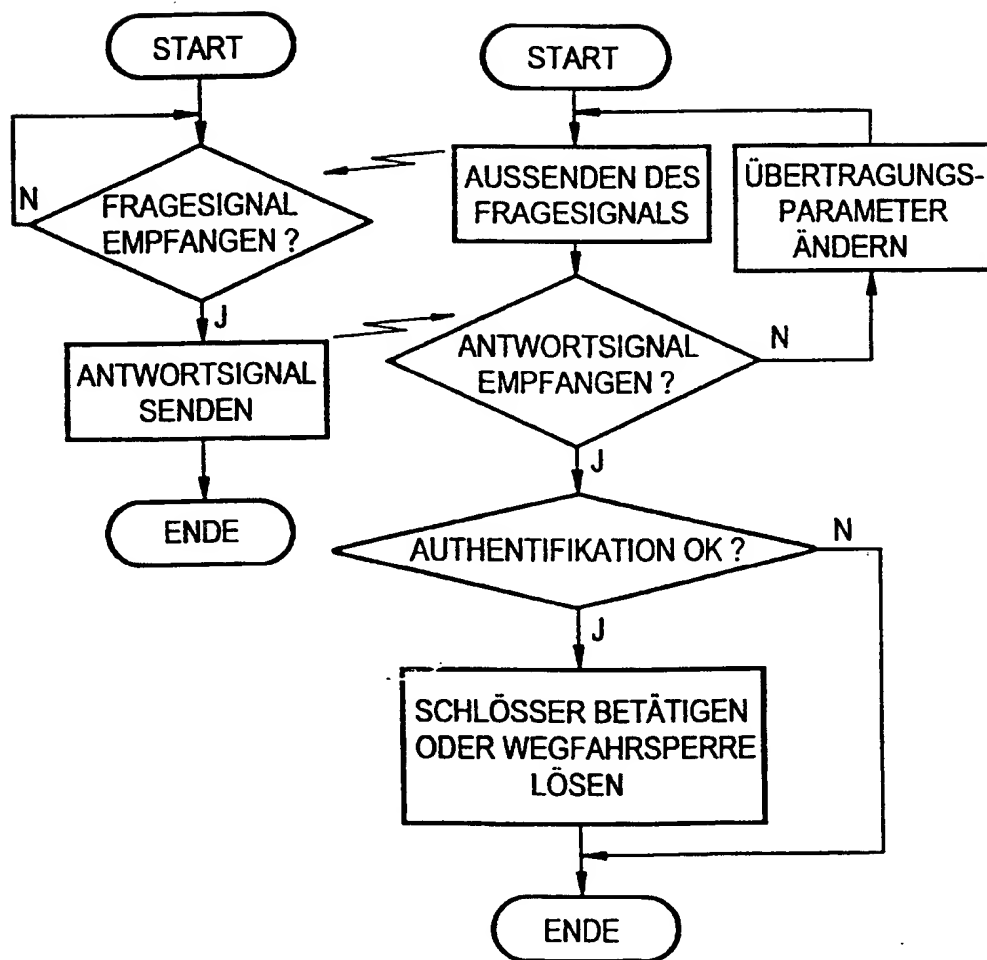 START
N
FRAGESIGNAL
EMPFANGEN ?
J
ANTWORTSIGNAL
SENDEN
ENDE
START
AUSSENDEN DES
FRAGESIGNALS
ÜBERTRAGUNGS-
PARAMETER
ÄNDERN
ANTWORTSIGNAL
EMPFANGEN ?
N
J
AUTHENTIFIKATION OK ?
N
J
SCHLÖSSER BETÄTIGEN
ODER WEGFAHRSPERRE
LÖSEN
ENDE